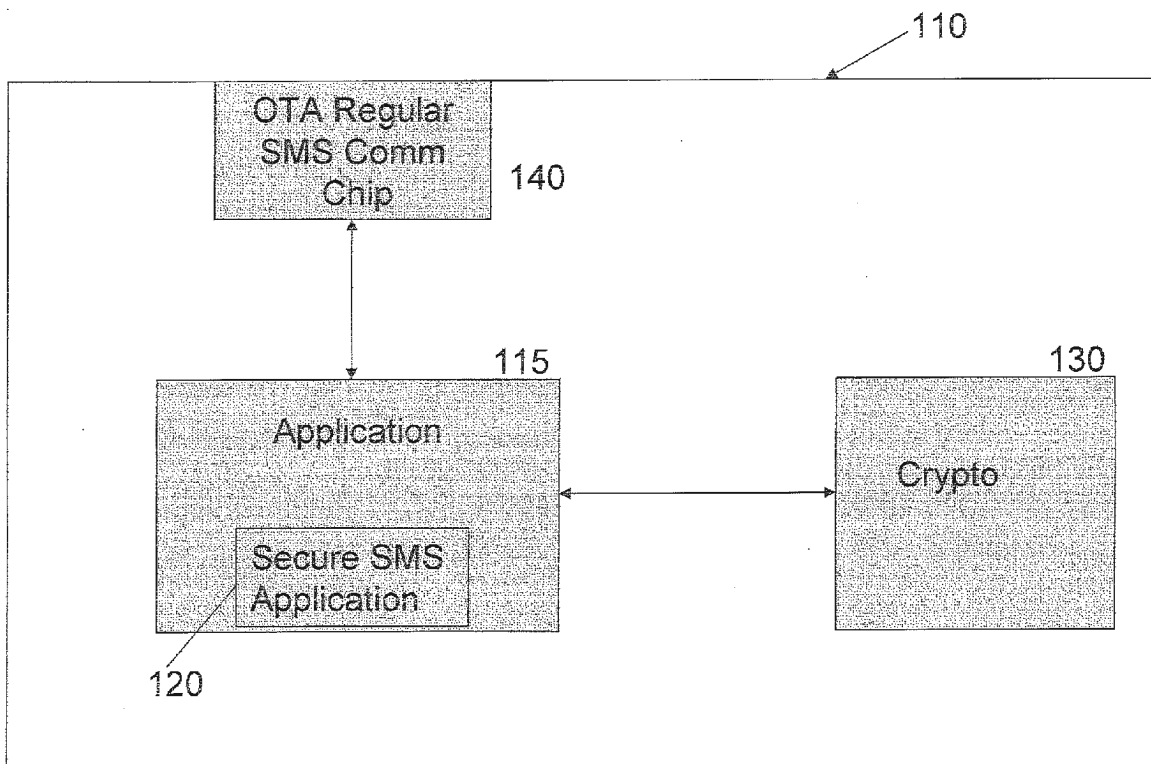 110
OTA Regular
SMS Comm
Chip
140
115
130
Application
Crypto
Secure SMS
Application
120